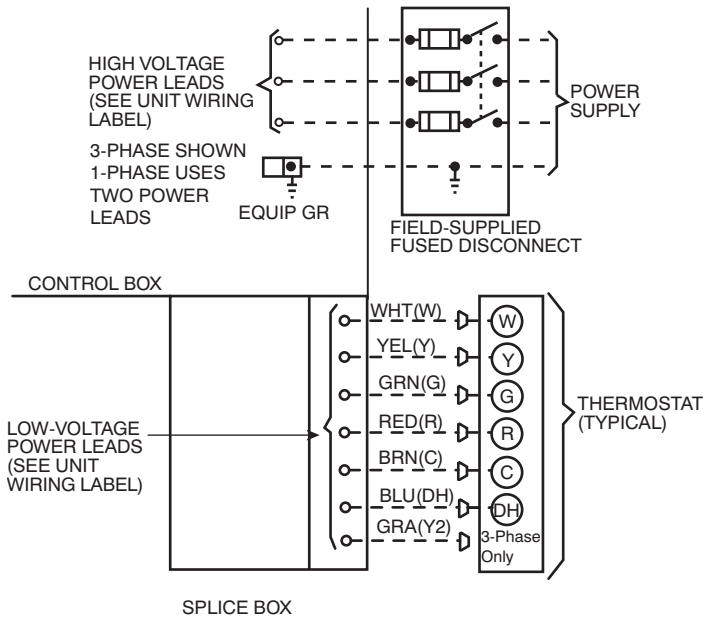 HIGH VOLTAGE
POWER LEADS
(SEE UNIT WIRING
LABEL)
POWER
SUPPLY
3-PHASE SHOWN
1-PHASE USES
TWO POWER
LEADS
EQUIP GR
FIELD-SUPPLIED
FUSED DISCONNECT
CONTROL BOX
WHT(W)
W
YEL(Y)
Y
GRN(G)
G
RED(R)
R
BRN(C)
C
BLU(DH)
DH
GRA(Y2)
3-Phase
Only
THERMOSTAT
(TYPICAL)
LOW-VOLTAGE
POWER LEADS
(SEE UNIT
WIRING LABEL)
SPLICE BOX